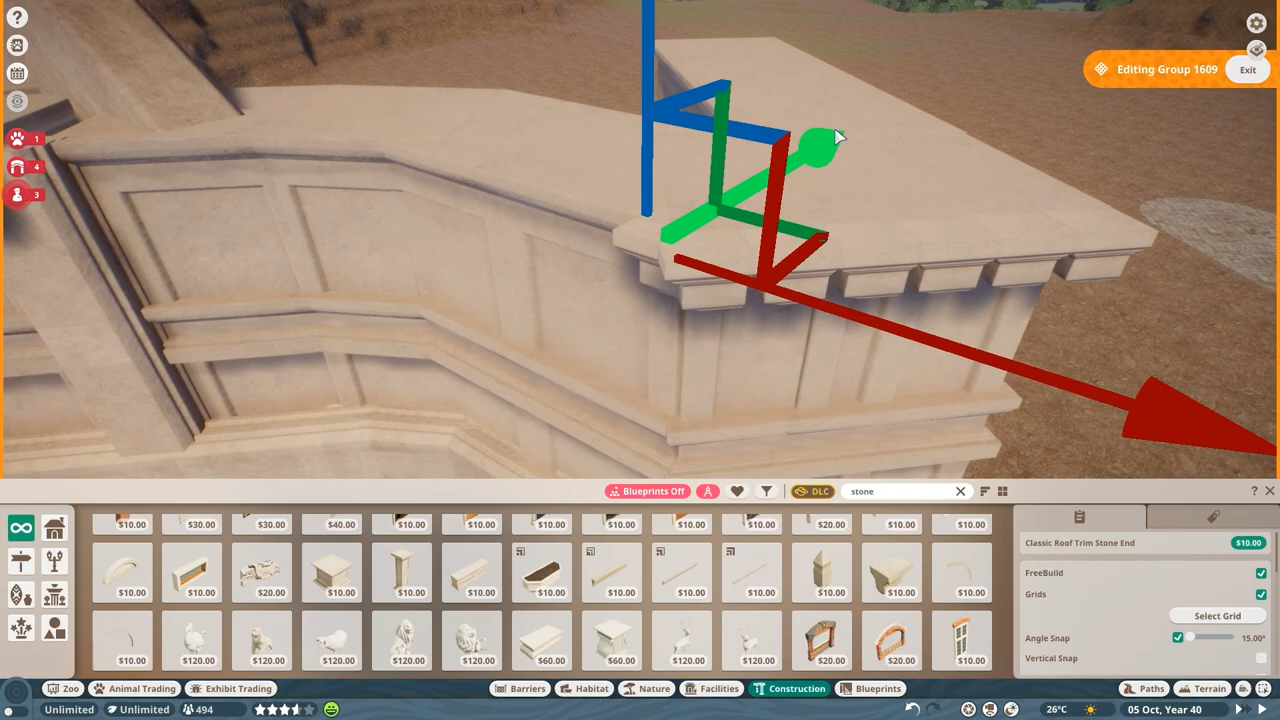 ?
1
4
3
Editing Group 1609
Exit
Blueprints Off
DLC
stone
?
$10.00 $30.00 $30.00 $40.00 $10.00 $10.00 $10.00 $10.00 $10.00 $10.00 $20.00 $10.00 $10.00
$10.00 $10.00 $20.00 $10.00 $10.00 $10.00 $10.00 $10.00 $10.00 $10.00 $10.00 $10.00 $10.00
$10.00 $120.00 $120.00 $120.00 $120.00 $120.00 $60.00 $60.00 $120.00 $120.00 $20.00 $20.00 $10.00
Classic Roof Trim Stone End $10.00
FreeBuild
Grids
Select Grid
Angle Snap 15.00°
Vertical Snap
Zoo Animal Trading Exhibit Trading Barriers Habitat Nature Facilities Construction Blueprints Paths Terrain
Unlimited Unlimited 494 26°C 05 Oct, Year 40